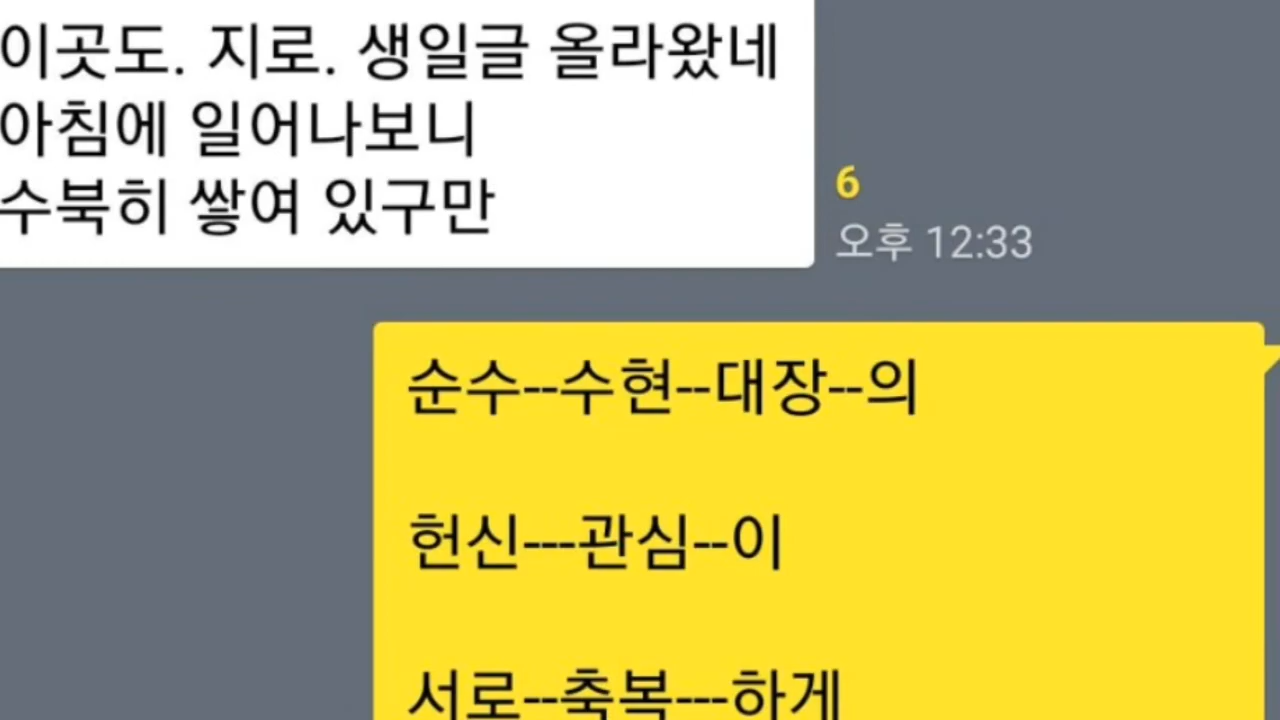 이곳도. 지로. 생일글 올라왔네
아침에 일어나보니
수북히 쌓여 있구만
6
오후 12:33
순수--수현--대장--의
헌신---관심--이
서로--축복---하게